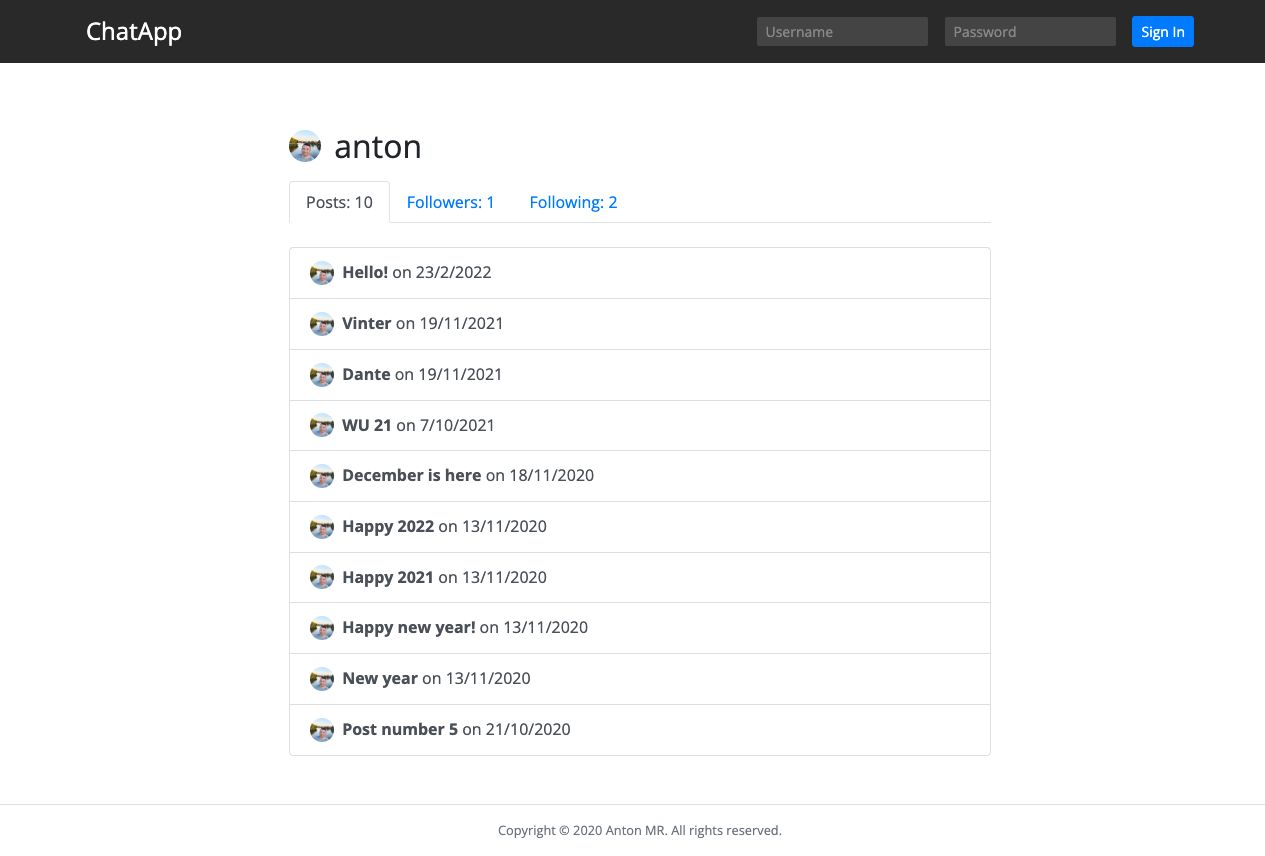 ChatApp Username Password Sign In
anton
Posts: 10 Followers: 1 Following: 2
Hello! on 23/2/2022
Vinter on 19/11/2021
Dante on 19/11/2021
WU 21 on 7/10/2021
December is here on 18/11/2020
Happy 2022 on 13/11/2020
Happy 2021 on 13/11/2020
Happy new year! on 13/11/2020
New year on 13/11/2020
Post number 5 on 21/10/2020
Copyright © 2020 Anton MR. All rights reserved.